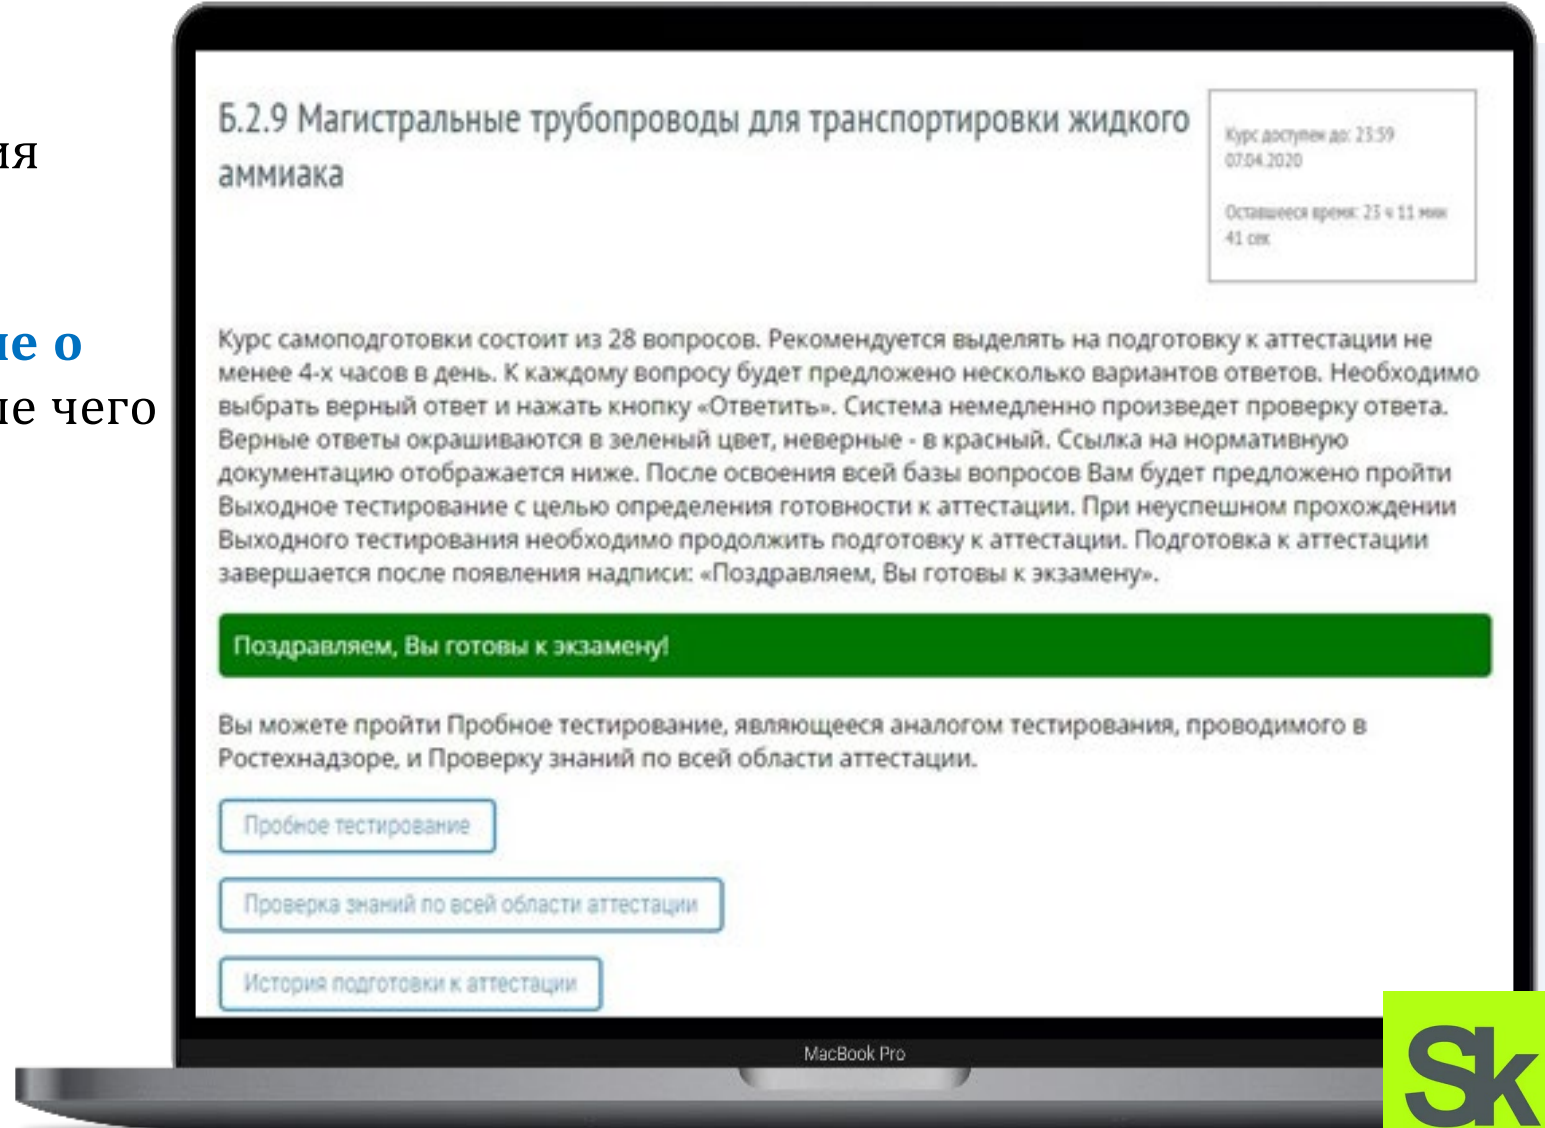 ия
ие о
ле чего
Б.2.9 Магистральные трубопроводы для транспортировки жидкого
аммиака
Курс доступен до: 23:59
07.04.2020
Оставшееся время: 23 ч 11 мин
41 сек
Курс самоподготовки состоит из 28 вопросов. Рекомендуется выделять на подготовку к аттестации не
менее 4-х часов в день. К каждому вопросу будет предложено несколько вариантов ответов. Необходимо
выбрать верный ответ и нажать кнопку «Ответить». Система немедленно произведет проверку ответа.
Верные ответы окрашиваются в зеленый цвет, неверные - в красный. Ссылка на нормативную
документацию отображается ниже. После освоения всей базы вопросов Вам будет предложено пройти
Выходное тестирование с целью определения готовности к аттестации. При неуспешном прохождении
Выходного тестирования необходимо продолжить подготовку к аттестации. Подготовка к аттестации
завершается после появления надписи: «Поздравляем, Вы готовы к экзамену».
Поздравляем, Вы готовы к экзамену!
Вы можете пройти Пробное тестирование, являющееся аналогом тестирования, проводимого в
Ростехнадзоре, и Проверку знаний по всей области аттестации.
Пробное тестирование
Проверка знаний по всей области аттестации
История подготовки к аттестации
MacBook Pro
Sk